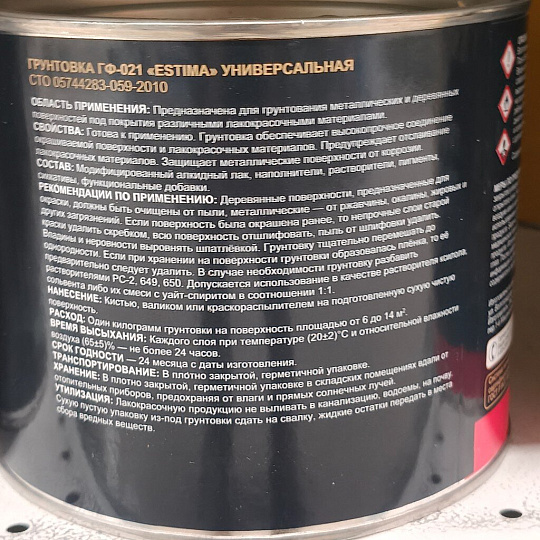 ГРУНТОВКА ГФ-021 «ESTIMA» УНИВЕРСАЛЬНАЯ
СТО 05744283-059-2010
ОБЛАСТЬ ПРИМЕНЕНИЯ: Предназначена для грунтования металлических и деревянных
поверхностей под покрытия различными лакокрасочными материалами.
СВОЙСТВА: Готова к применению. Грунтовка обеспечивает высокопрочное соединение
окрашиваемой поверхности и лакокрасочных материалов. Предупреждает отслаивание
лакокрасочных материалов. Защищает металлические поверхности от коррозии.
СОСТАВ: Модифицированный алкидный лак, наполнители, растворители, пигменты,
сиккативы, функциональные добавки.
РЕКОМЕНДАЦИИ ПО ПРИМЕНЕНИЮ: Деревянные поверхности, предназначенные для
окраски, должны быть очищены от пыли, металлические — от ржавчины, окалины, жировых и
других загрязнений. Если поверхность была окрашена ранее, то непрочные слои старой
краски удалить скребком, всю поверхность отшлифовать, пыль от шлифовки удалить.
Впадины и неровности выровнять шпатлёвкой. Грунтовку тщательно перемешать до
однородности. Если при хранении на поверхности грунтовки образовалась плёнка, то её
предварительно следует удалить. В случае необходимости грунтовку разбавить
растворителями РС-2, 649, 650. Допускается использование в качестве растворителя ксилола,
сольвента либо их смеси с уайт-спиритом в соотношении 1:1.
НАНЕСЕНИЕ: Кистью, валиком или краскораспылителем на подготовленную сухую чистую
поверхность.
РАСХОД: Один килограмм грунтовки на поверхность площадью от 6 до 14 м².
ВРЕМЯ ВЫСЫХАНИЯ: Каждого слоя при температуре (20±2)°С и относительной влажности
воздуха (65±5)% — не более 24 часов.
СРОК ГОДНОСТИ — 24 месяца с даты изготовления.
ТРАНСПОРТИРОВАНИЕ: В плотно закрытой, герметичной упаковке.
ХРАНЕНИЕ: В плотно закрытой, герметичной упаковке в складских помещениях вдали от
отопительных приборов, предохраняя от влаги и прямых солнечных лучей.
УТИЛИЗАЦИЯ: Лакокрасочную продукцию не выливать в канализацию, водоемы, на почву.
Сухую пустую упаковку из-под грунтовки сдать на свалку, жидкие остатки передать в места
сбора вредных веществ.